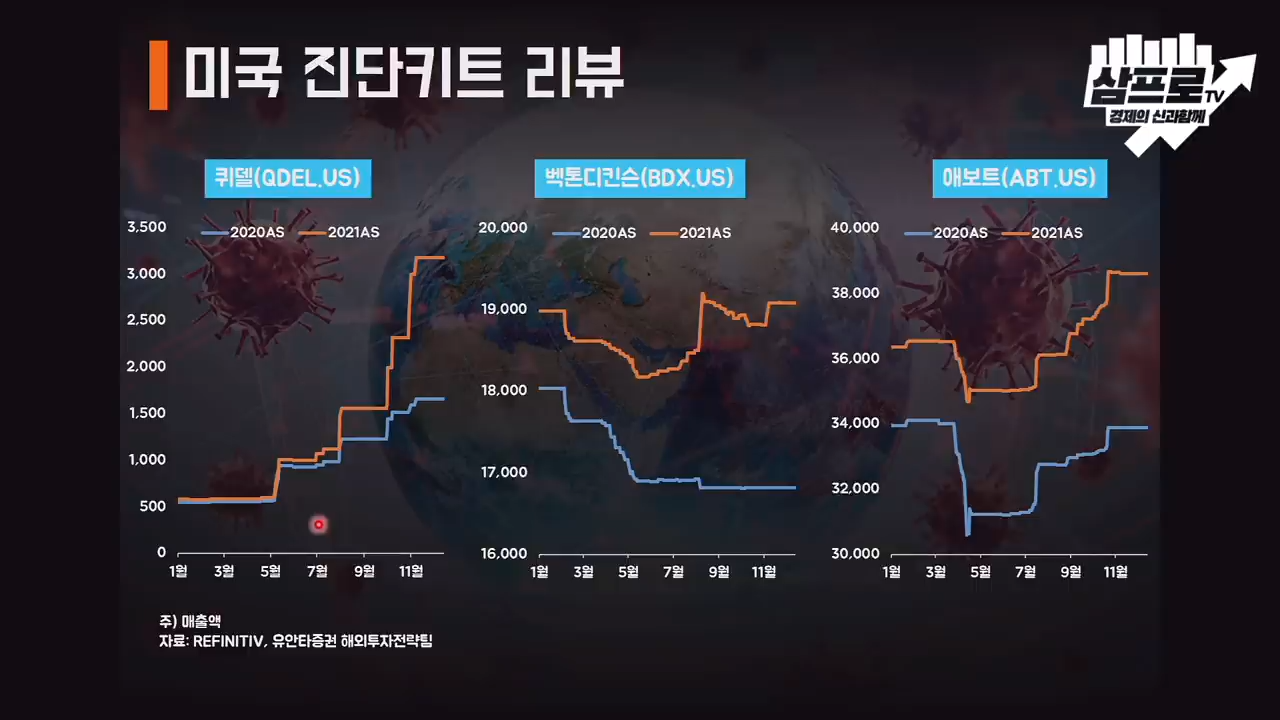 미국 진단키트 리뷰
삼프로TV
경제의 신과함께
퀴델(QDEL.US)
2020AS 2021AS
3,500
3,000
2,500
2,000
1,500
1,000
500
0
1월 3월 5월 7월 9월 11월
벡톤디킨슨(BDX.US)
2020AS 2021AS
20,000
19,000
18,000
17,000
16,000
1월 3월 5월 7월 9월 11월
애보트(ABT.US)
2020AS 2021AS
40,000
38,000
36,000
34,000
32,000
30,000
1월 3월 5월 7월 9월 11월
주) 매출액
자료: REFINITIV, 유안타증권 해외투자전략팀